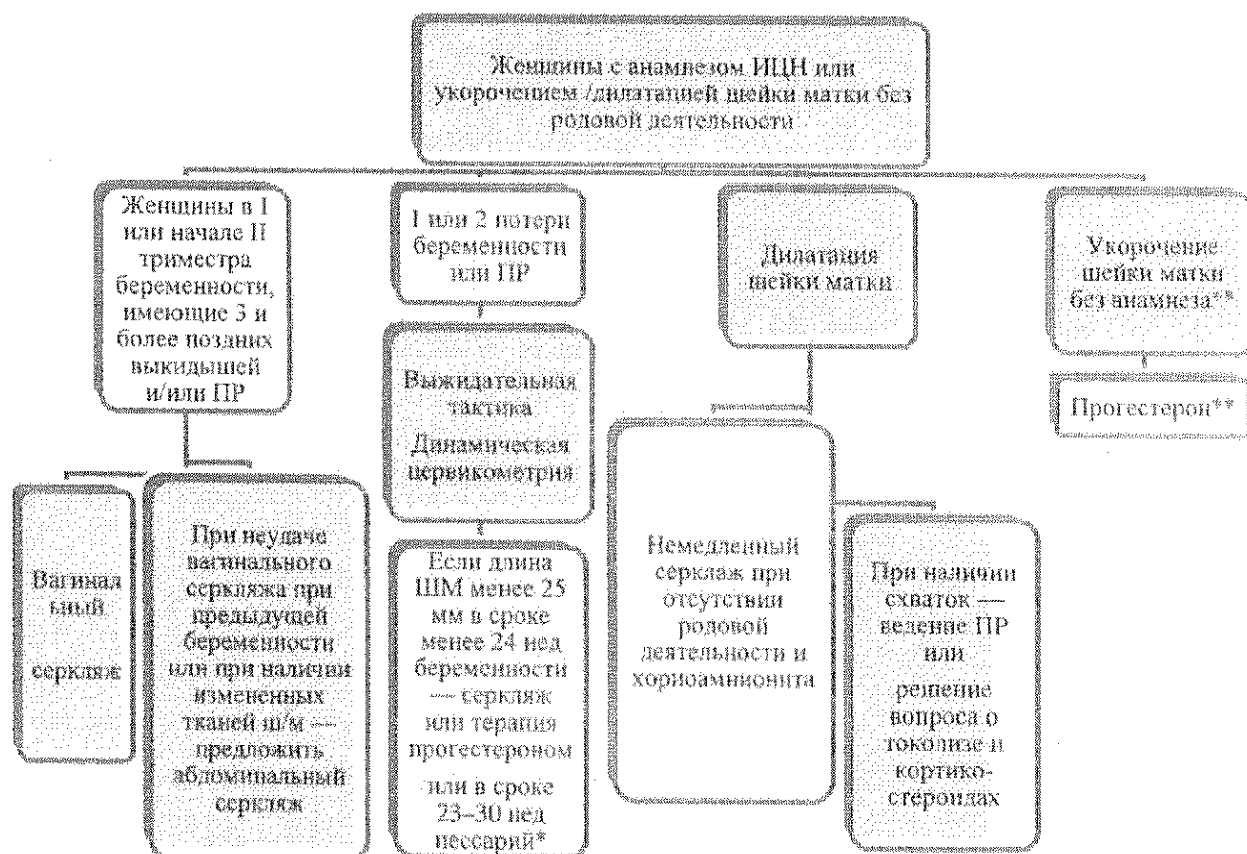 Женщины с анамнезом ИЦН или
укорочением /дилатацией шейки матки без
родовой деятельности
Женщины в I
или начале II
триместра
беременности,
имеющие 3 и
более поздних
выкидышей
и/или ПР
1 или 2 потери
беременности
или ПР
Дилатация
шейки матки
Укорочение
шейки матки
без анамнеза**
Выжидательная
тактика
Динамическая
цервикометрия
Прогестерон**
Вагинал
ьный
серкляж
При неудаче
вагинального
серкляжа при
предыдущей
беременности
или при наличии
измененных
тканей ш/м —
предложить
абдоминальный
серкляж
Если длина
ШМ менее 25
мм в сроке
менее 24 нед
беременности
— серкляж
или терапия
прогестероном
или в сроке
23–30 нед
пессарий*
Немедленный
серклаж при
отсутствии
родовой
деятельности и
хориоамнионита
При наличии
схваток —
ведение ПР
или
решение
вопроса о
токолизе и
кортико-
стероидах